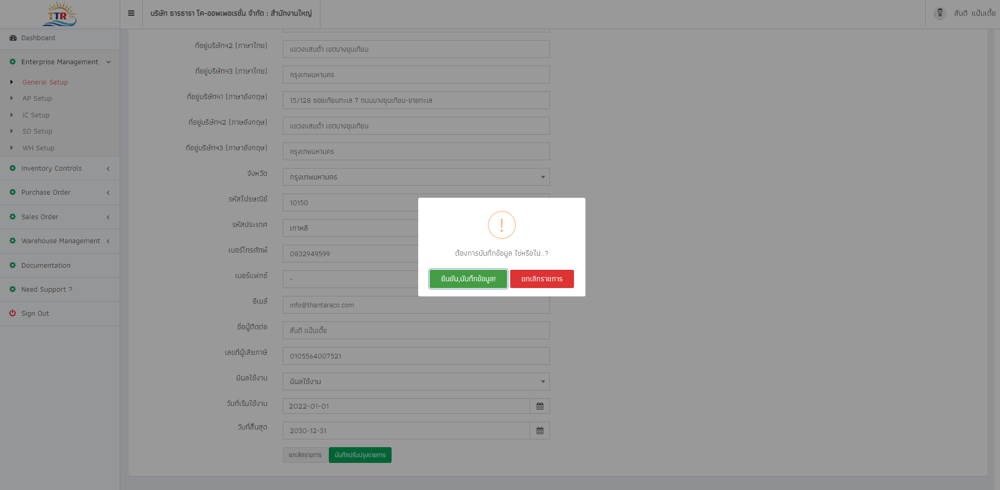 TTR
บริษัท ธารธารา โค-ออพเพอเรชั่น จำกัด : สำนักงานใหญ่
สันติ แป้นเตี้ย
Dashboard
Enterprise Management
General Setup
AP Setup
IC Setup
SO Setup
WH Setup
Inventory Controls
Purchase Order
Sales Order
Warehouse Management
Documentation
Need Support ?
Sign Out
ที่อยู่บริษัทฯ2 (ภาษาไทย) แขวงแสมดำ เขตบางขุนเทียน
ที่อยู่บริษัทฯ3 (ภาษาไทย) กรุงเทพมหานคร
ที่อยู่บริษัทฯ1 (ภาษาอังกฤษ) 15/128 ซอยเทียนทะเล 7 ถนนบางขุนเทียน-ชายทะเล
ที่อยู่บริษัทฯ2 (ภาษอังกฤษ) แขวงแสมดำ เขตบางขุนเทียน
ที่อยู่บริษัทฯ3 (ภาษาอังกฤษ) กรุงเทพมหานคร
จังหวัด กรุงเทพมหานคร
รหัสไปรษณีย์ 10150
รหัสประเทศ เกาหลี
เบอร์โทรศัทพ์ 0832949599
เบอร์แฟกซ์ -
อีเมล์ info@thantaraco.com
ชื่อผู้ติดต่อ สันติ แป้นเตี้ย
เลขที่ผู้เสียภาษี 0105564007521
มีผลใช้งาน มีผลใช้งาน
วันที่เริ่มใช้งาน 2022-01-01
วันที่สิ้นสุด 2030-12-31
ยกเลิกรายการ บันทึกปรับปรุงรายการ
!
ต้องการบันทึกข้อมูล ใช่หรือไม่..?
ยืนยัน,บันทึกข้อมูล! ยกเลิกรายการ